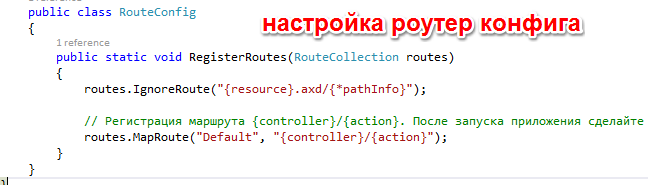 public class RouteConfig
настройка роутер конфига
{
1 reference
public static void RegisterRoutes(RouteCollection routes)
{
routes.IgnoreRoute("{resource}.axd/{*pathInfo}");
// Регистрация маршрута {controller}/{action}. После запуска приложения сделайте
routes.MapRoute("Default", "{controller}/{action}");
}
}